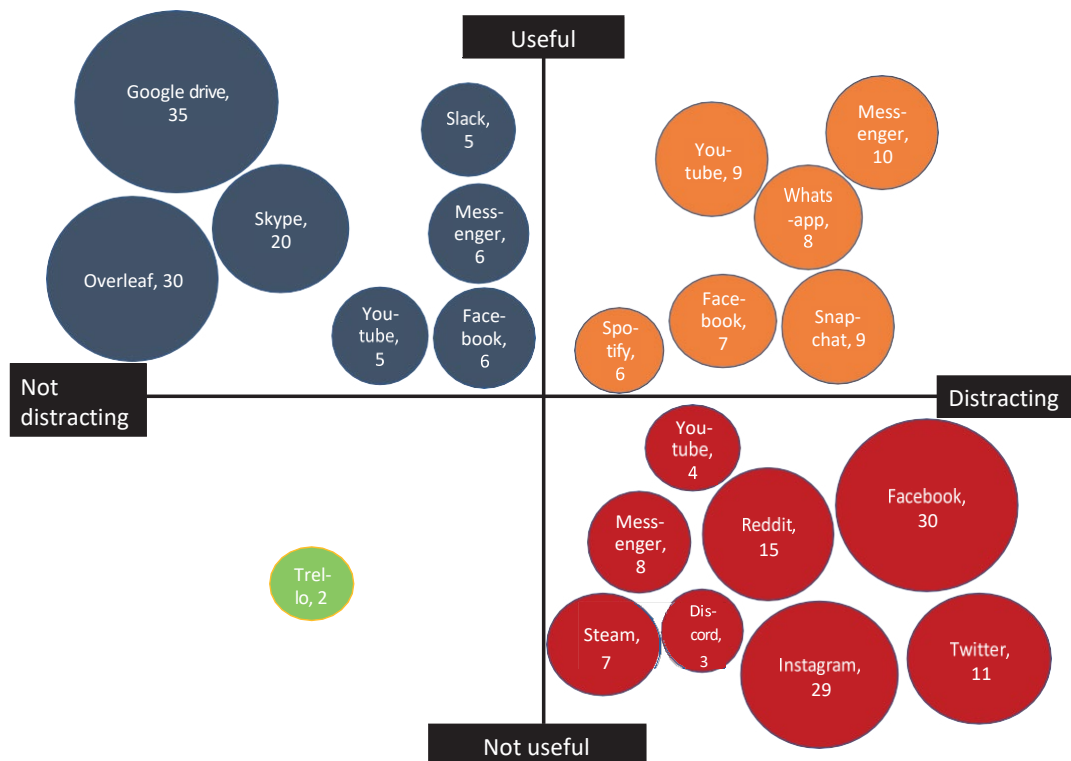 Useful
Google drive,
35
Slack,
5
Mess-
enger,
10
You-
tube, 9
Whats
-app,
8
Skype,
20
Mess-
enger,
6
Overleaf, 30
You-
tube,
5
Face-
book,
6
Spo-
tify,
6
Face-
book,
7
Snap-
chat, 9
Not
distracting
Distracting
You-
tube,
4
Facebook,
30
Reddit,
15
Mess-
enger,
8
Trel-
lo, 2
Steam,
7
Dis-
cord,
3
Instagram,
29
Twitter,
11
Not useful